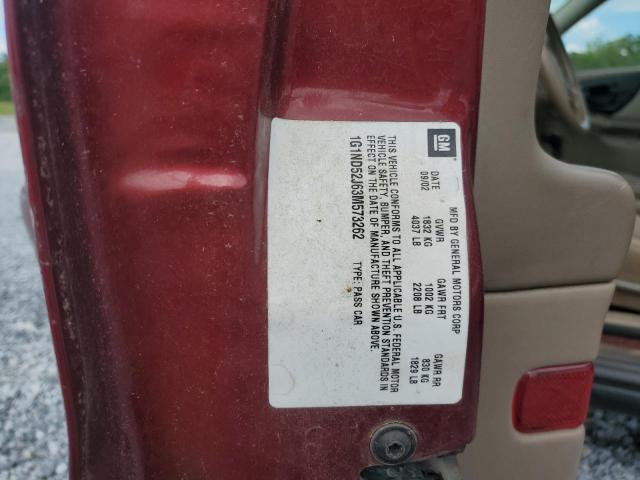 GM
MFD BY GENERAL MOTORS CORP
DATE GVWR GAWR FRT GAWR RR
09/02 1832 KG 1002 KG 830 KG
4037 LB 2208 LB 1829 LB
THIS VEHICLE CONFORMS TO ALL APPLICABLE U.S. FEDERAL MOTOR
VEHICLE SAFETY, BUMPER, AND THEFT PREVENTION STANDARDS IN
EFFECT ON THE DATE OF MANUFACTURE SHOWN ABOVE.
1G1ND52J63M573262 TYPE: PASS CAR